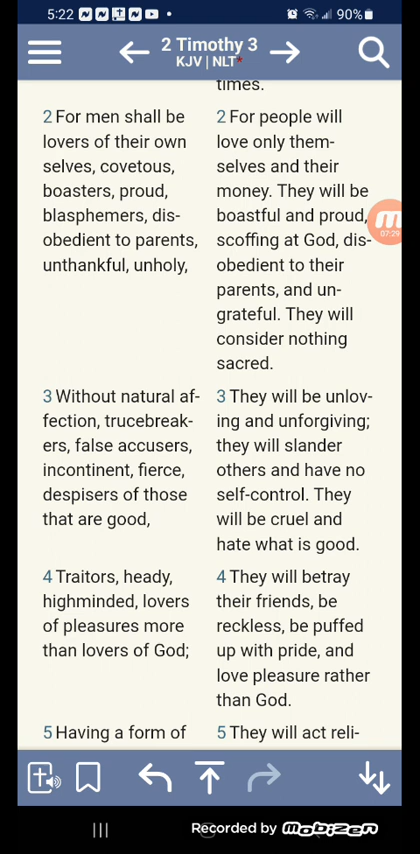 5:22
90%
2 Timothy 3
KJV | NLT*
times.
2 For men shall be
lovers of their own
selves, covetous,
boasters, proud,
blasphemers, dis-
obedient to parents,
unthankful, unholy,
2 For people will
love only them-
selves and their
money. They will be
boastful and proud,
scoffing at God, dis-
obedient to their
parents, and un-
grateful. They will
consider nothing
sacred.
07:29
3 Without natural af-
fection, trucebreak-
ers, false accusers,
incontinent, fierce,
despisers of those
that are good,
3 They will be unlov-
ing and unforgiving;
they will slander
others and have no
self-control. They
will be cruel and
hate what is good.
4 Traitors, heady,
highminded, lovers
of pleasures more
than lovers of God;
4 They will betray
their friends, be
reckless, be puffed
up with pride, and
love pleasure rather
than God.
5 Having a form of
5 They will act reli-
Recorded by Mobizen